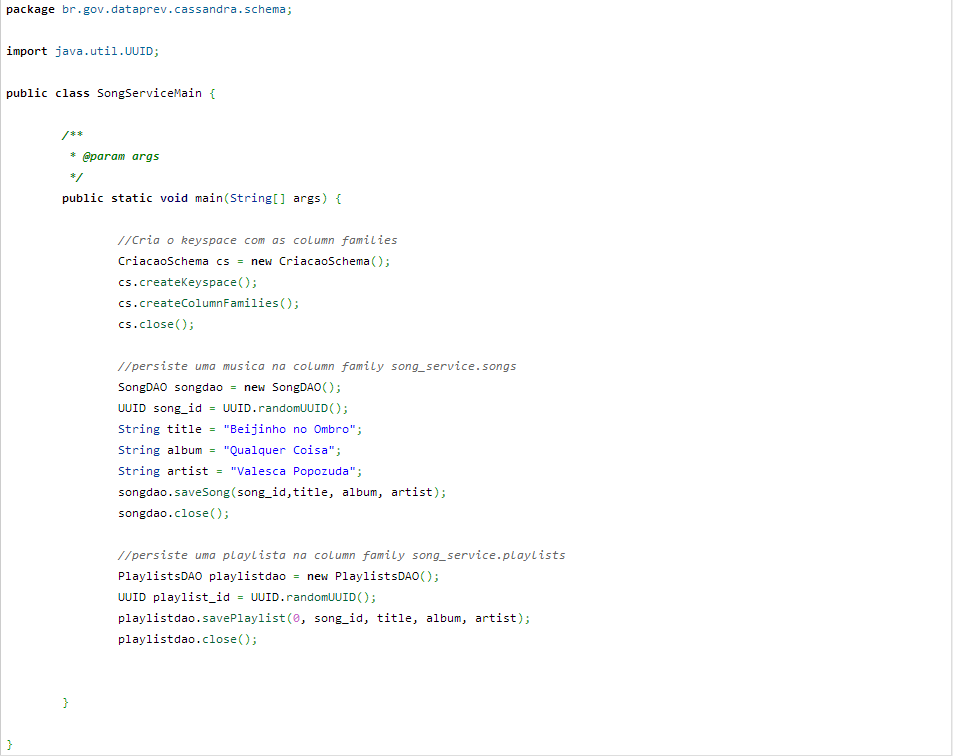 package br.gov.dataprev.cassandra.schema;
import java.util.UUID;
public class SongServiceMain {
/**
* @param args
*/
public static void main(String[] args) {
//Cria o keyspace com as column families
CriacaoSchema cs = new CriacaoSchema();
cs.createKeyspace();
cs.createColumnFamilies();
cs.close();
//persiste uma musica na column family song_service.songs
SongDAO songdao = new SongDAO();
UUID song_id = UUID.randomUUID();
String title = "Beijinho no Ombro";
String album = "Qualquer Coisa";
String artist = "Valesca Popozuda";
songdao.saveSong(song_id,title, album, artist);
songdao.close();
//persiste uma playlista na column family song_service.playlists
PlaylistsDAO playlistdao = new PlaylistsDAO();
UUID playlist_id = UUID.randomUUID();
playlistdao.savePlaylist(0, song_id, title, album, artist);
playlistdao.close();
}
}